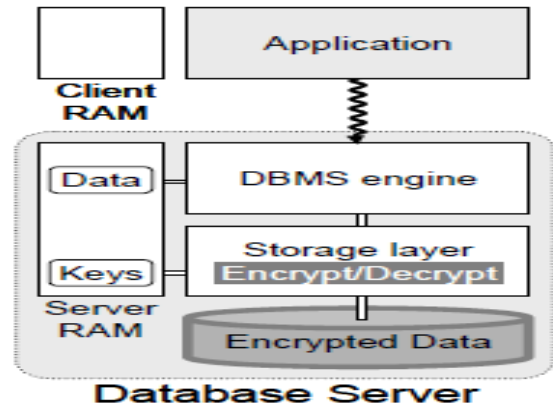 Application
Client
RAM
Data
DBMS engine
Storage layer
Keys
Encrypt/Decrypt
Server
RAM
Encrypted Data
Database Server